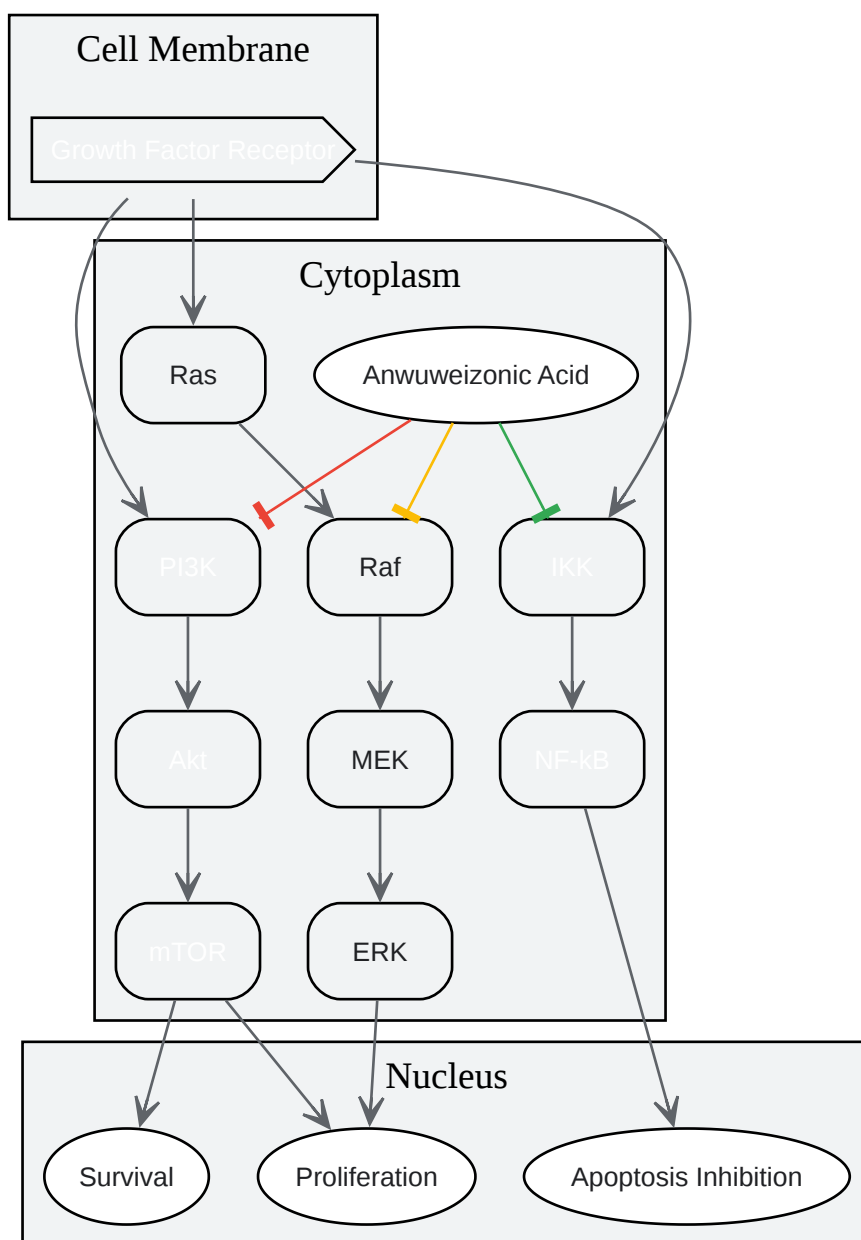 Cell Membrane
Growth Factor Receptor
Cytoplasm
Ras
Anwuweizonic Acid
PI3K
Raf
IKK
Akt
MEK
NF-kB
mTOR
ERK
Nucleus
Survival
Proliferation
Apoptosis Inhibition